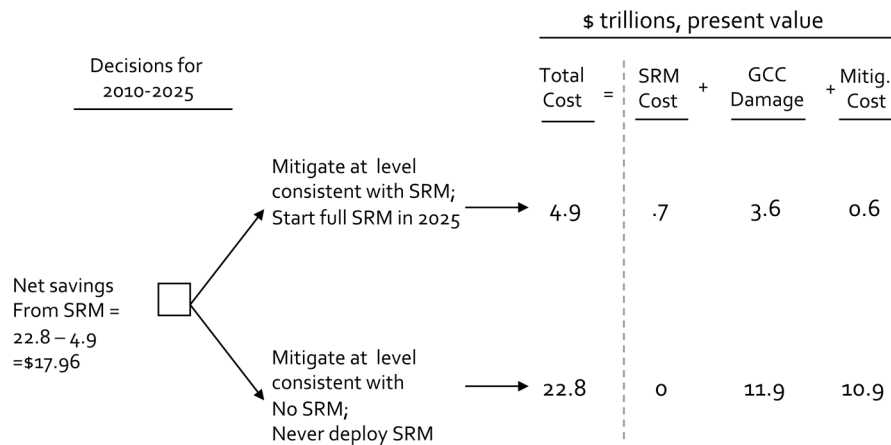 $ trillions, present value
Decisions for
2010-2025
Total
Cost
=
SRM
Cost
+
GCC
Damage
+
Mitig.
Cost
Mitigate at level
consistent with SRM;
Start full SRM in 2025
4.9
.7
3.6
0.6
Net savings
From SRM =
22.8 – 4.9
=$17.96
Mitigate at level
consistent with
No SRM;
Never deploy SRM
22.8
0
11.9
10.9